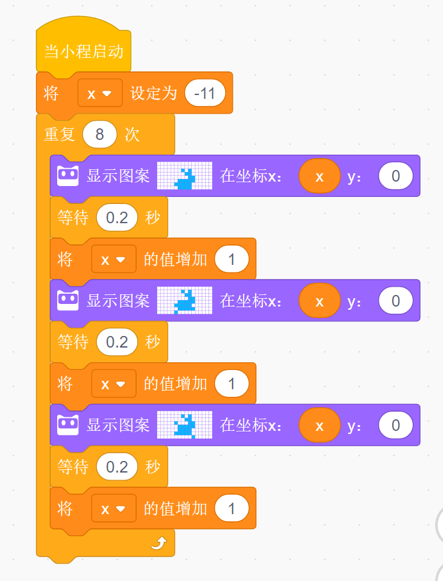 当小程启动
将 x 设定为 -11
重复 8 次
显示图案 在坐标x: x y: 0
等待 0.2 秒
将 x 的值增加 1
显示图案 在坐标x: x y: 0
等待 0.2 秒
将 x 的值增加 1
显示图案 在坐标x: x y: 0
等待 0.2 秒
将 x 的值增加 1